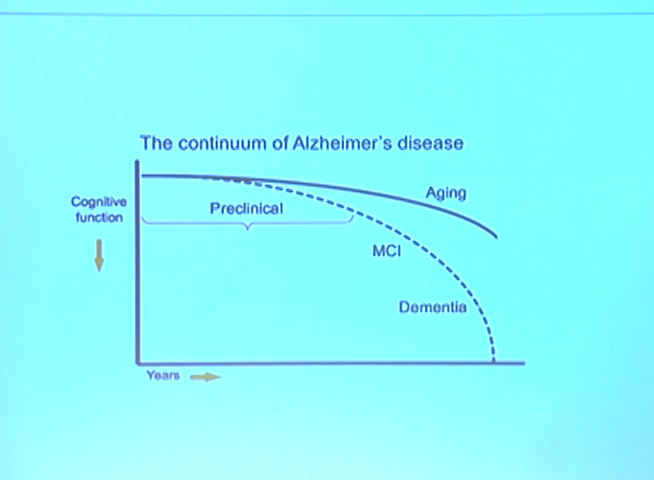 The continuum of Alzheimer's disease
Cognitive
function
Aging
Preclinical
MCI
Dementia
Years